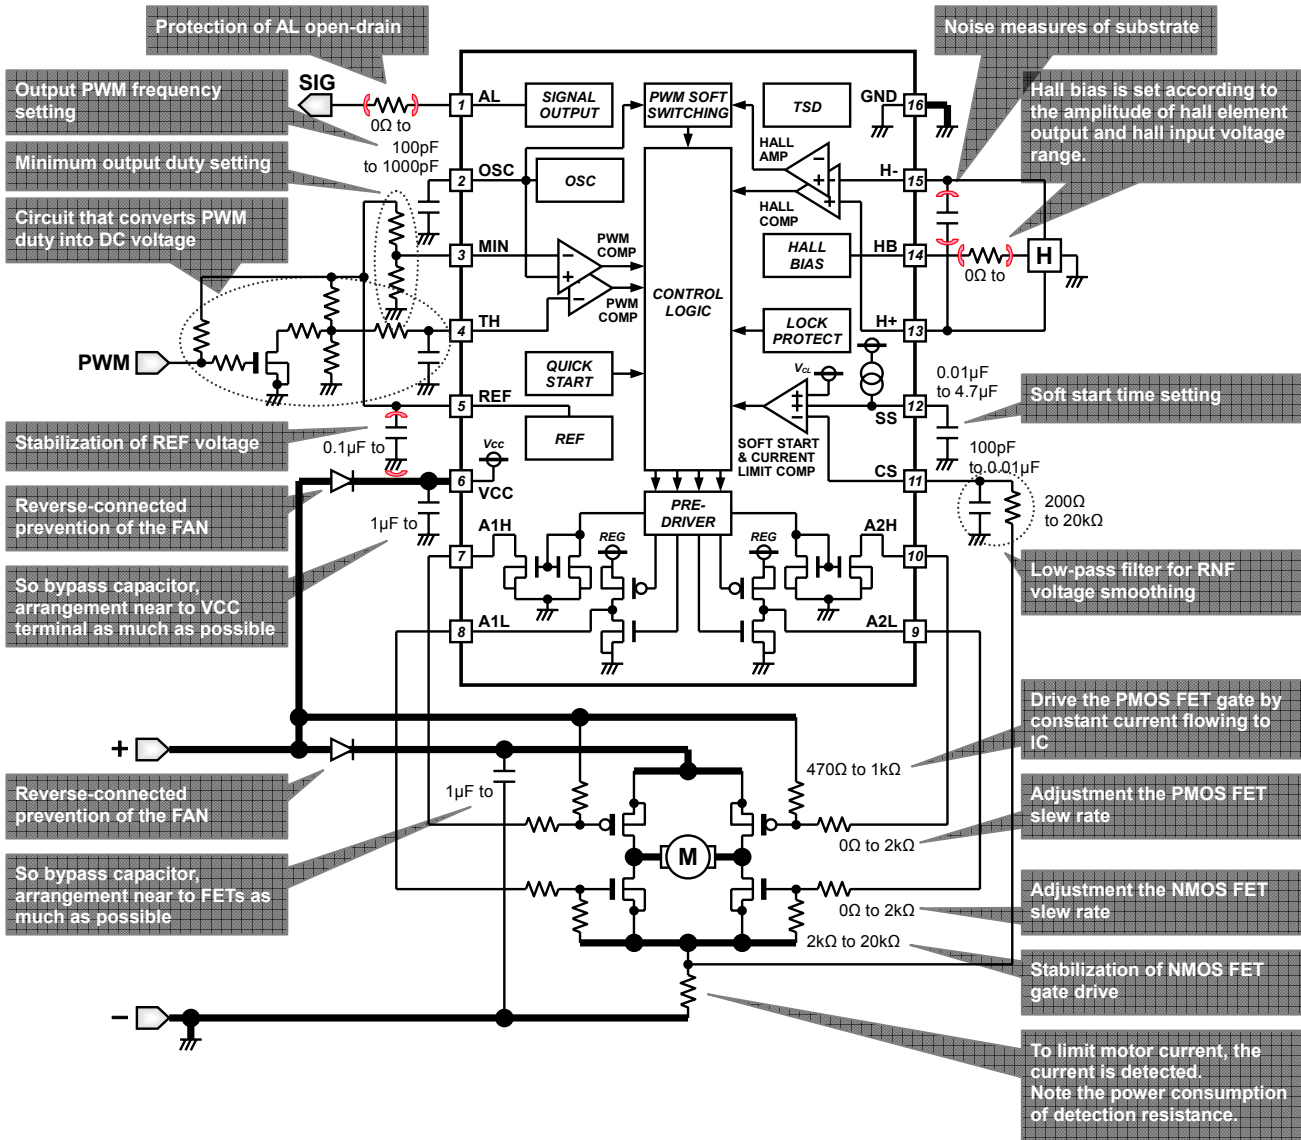 Protection of AL open-drain
Noise measures of substrate
Output PWM frequency
setting
SIG
0Ω to
100pF
to 1000pF
Minimum output duty setting
Circuit that converts PWM
duty into DC voltage
PWM
Stabilization of REF voltage
0.1µF to
Reverse-connected
prevention of the FAN
1µF to
So bypass capacitor,
arrangement near to VCC
terminal as much as possible
1
AL
SIGNAL
OUTPUT
PWM SOFT
SWITCHING
TSD
GND
16
Hall bias is set according to
the amplitude of hall element
output and hall input voltage
range.
2
OSC
OSC
HALL
AMP
H-
15
HALL
COMP
3
MIN
PWM
COMP
HALL
BIAS
HB
14
0Ω to
H
4
TH
PWM
COMP
CONTROL
LOGIC
LOCK
PROTECT
H+
13
QUICK
START
VCL
0.01µF
to 4.7µF
Soft start time setting
5
REF
REF
12
SS
SOFT START
& CURRENT
LIMIT COMP
100pF
to 0.01µF
6
VCC
Vcc
CS
11
200Ω
to 20kΩ
PRE-
DRIVER
7
A1H
REG
REG
A2H
10
Low-pass filter for RNF
voltage smoothing
8
A1L
A2L
9
Drive the PMOS FET gate by
constant current flowing to
IC
+
470Ω to 1kΩ
Reverse-connected
prevention of the FAN
1µF to
Adjustment the PMOS FET
slew rate
0Ω to 2kΩ
M
So bypass capacitor,
arrangement near to FETs as
much as possible
Adjustment the NMOS FET
slew rate
0Ω to 2kΩ
2kΩ to 20kΩ
Stabilization of NMOS FET
gate drive
−
To limit motor current, the
current is detected.
Note the power consumption
of detection resistance.